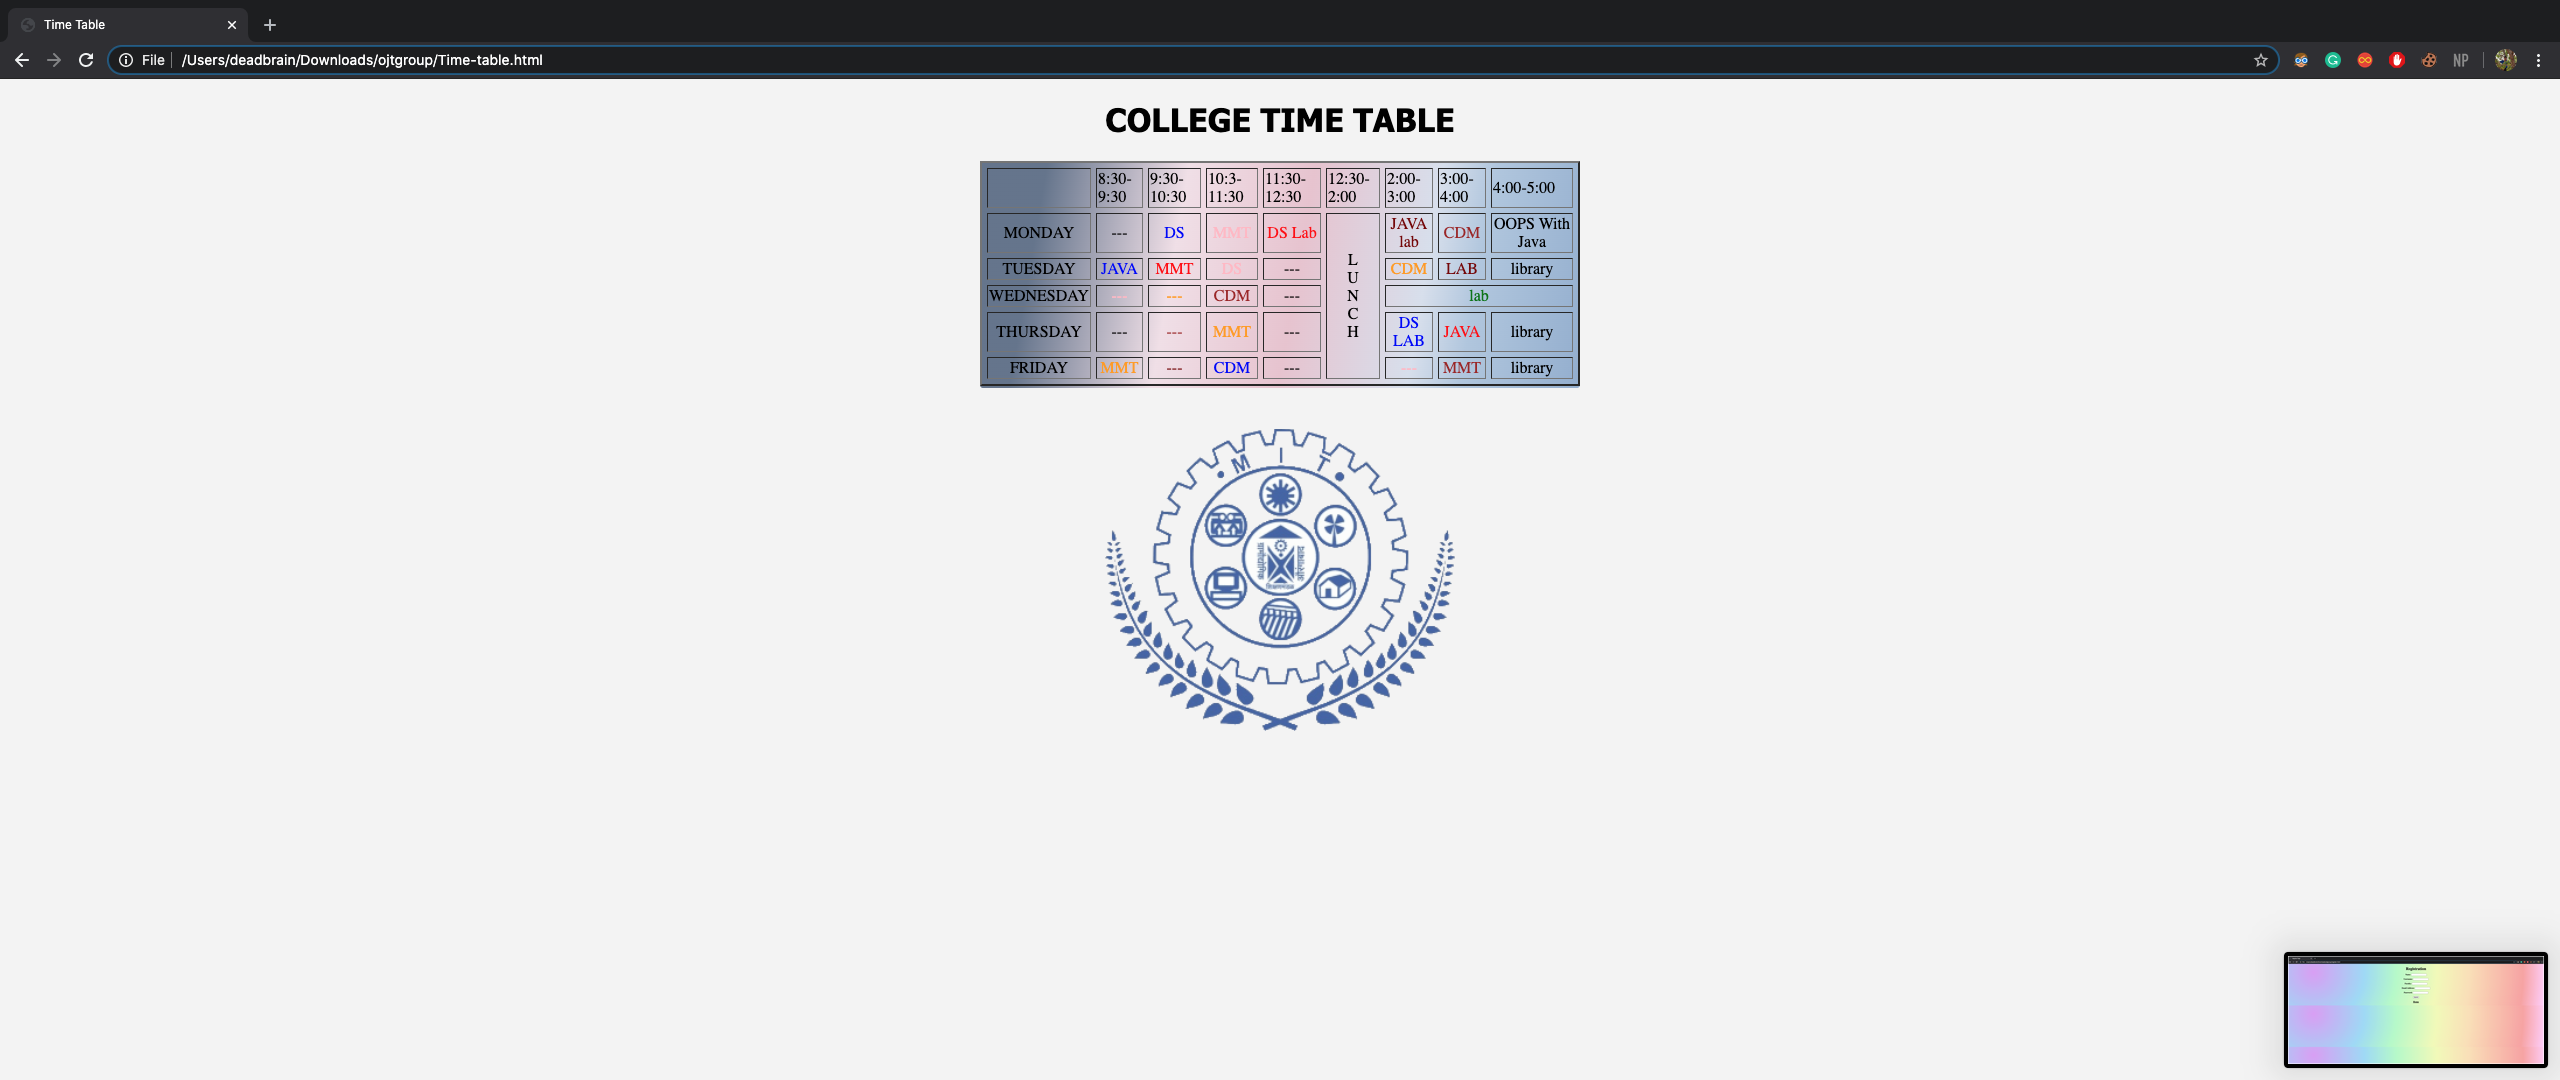 Time Table
File
/Users/deadbrain/Downloads/ojtgroup/Time-table.html
NP
COLLEGE TIME TABLE
8:30-
9:30
9:30-
10:30
10:3-
11:30
11:30-
12:30
12:30-
2:00
2:00-
3:00
3:00-
4:00
4:00-5:00
MONDAY
---
DS
MMT
DS Lab
L
U
N
C
H
JAVA
lab
CDM
OOPS With
Java
TUESDAY
JAVA
MMT
DS
---
CDM
LAB
library
WEDNESDAY
---
---
CDM
---
lab
THURSDAY
---
---
MMT
---
DS
LAB
JAVA
library
FRIDAY
MMT
---
CDM
---
---
MMT
library
M I T
Registration